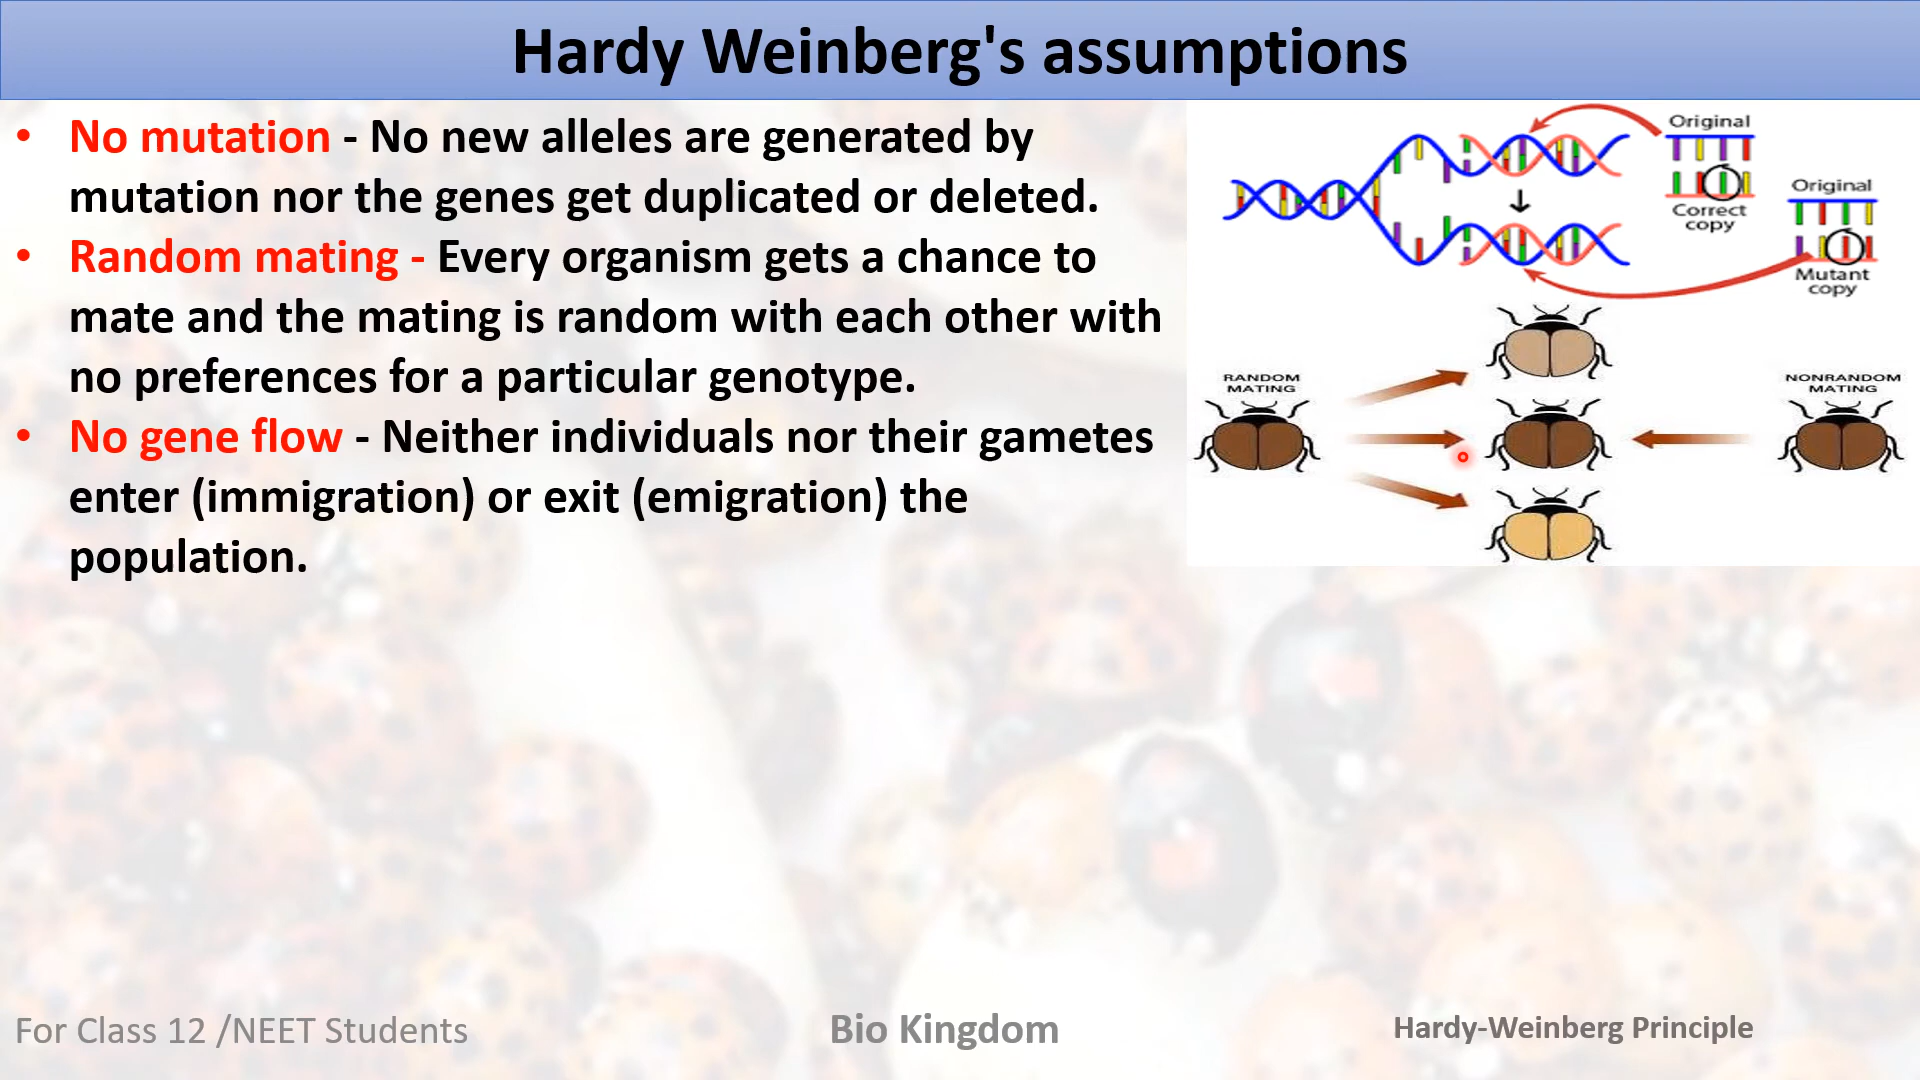 Hardy Weinberg's assumptions
• No mutation - No new alleles are generated by
mutation nor the genes get duplicated or deleted.
• Random mating - Every organism gets a chance to
mate and the mating is random with each other with
no preferences for a particular genotype.
• No gene flow - Neither individuals nor their gametes
enter (immigration) or exit (emigration) the
population.
Original
Correct
copy
Original
Mutant
copy
RANDOM
MATING
NONRANDOM
MATING
For Class 12 /NEET Students
Bio Kingdom
Hardy-Weinberg Principle